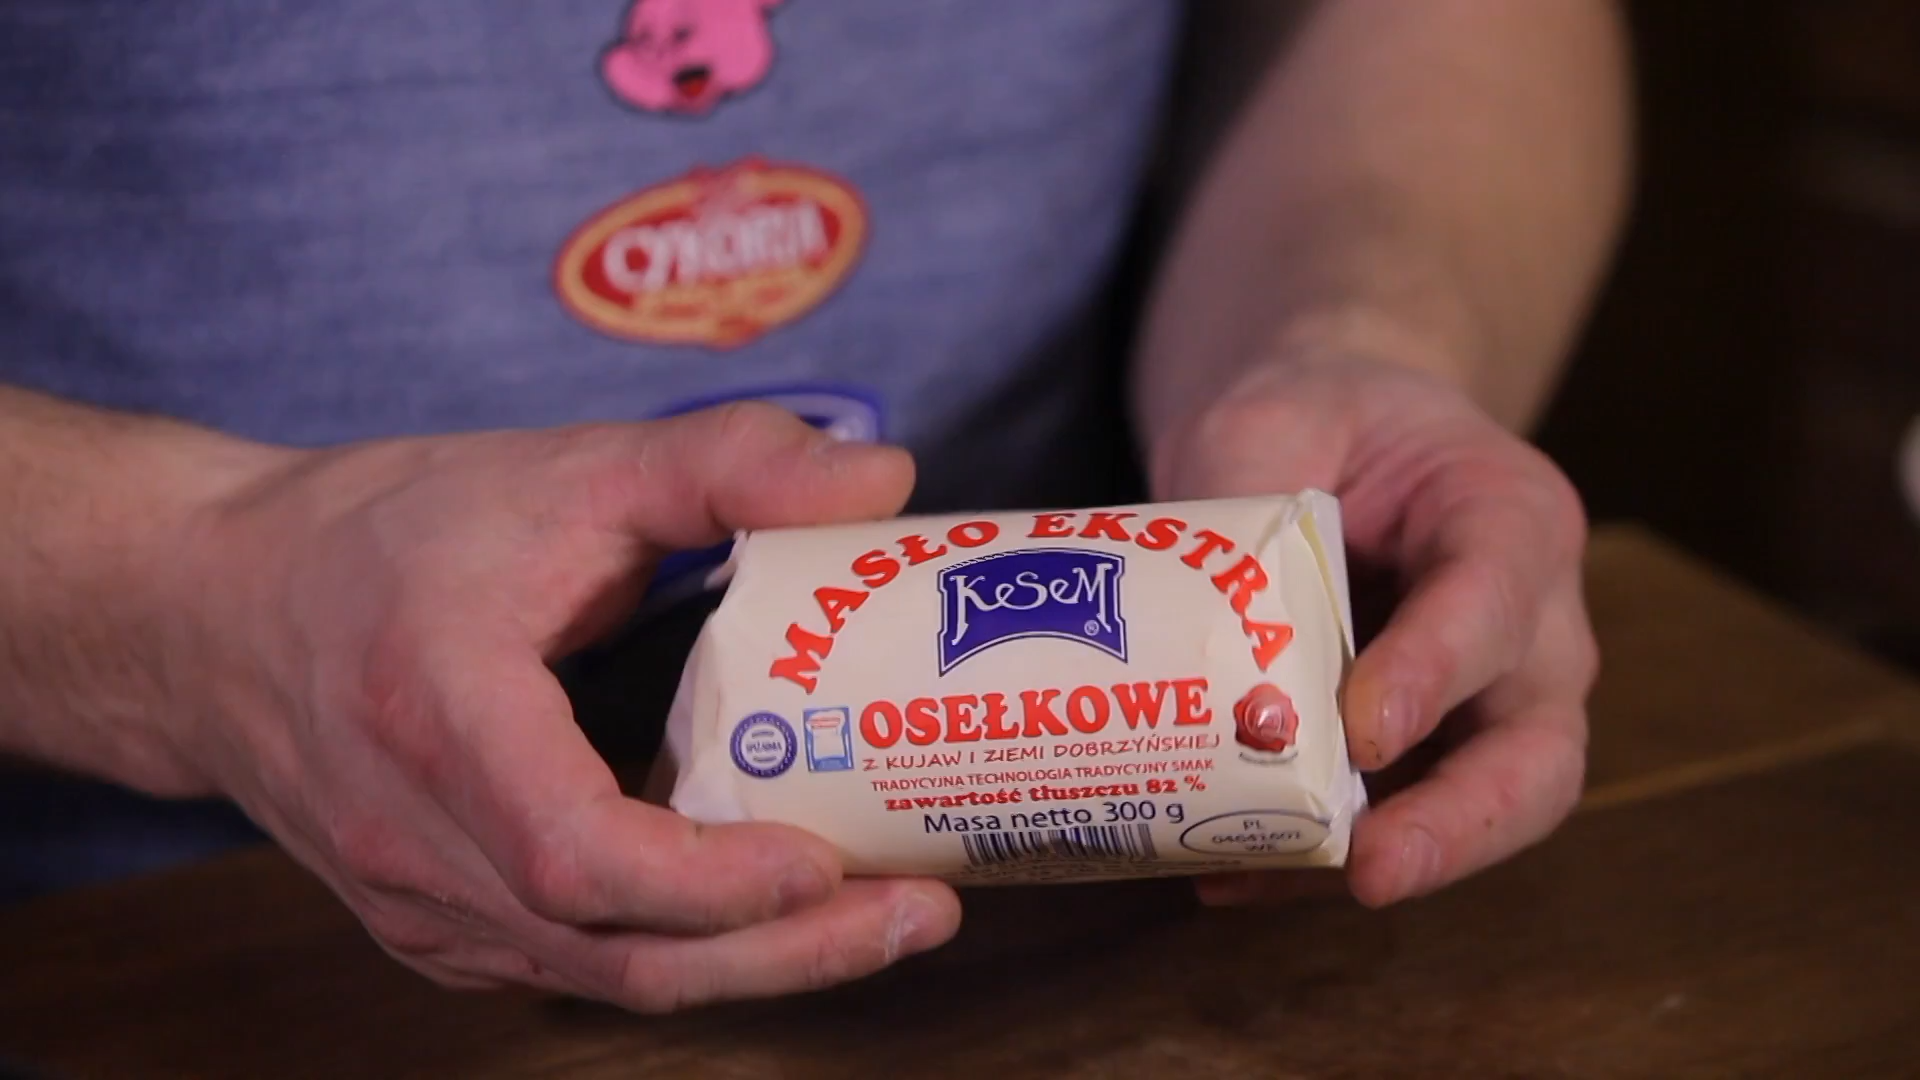 MASŁO EKSTRA
KeSeM
®
OSEŁKOWE
Z KUJAW I ZIEMI DOBRZYŃSKIEJ
TRADYCYJNA TECHNOLOGIA TRADYCYJNY SMAK
zawartość tłuszczu 82 %
Masa netto 300 g
PL
WE